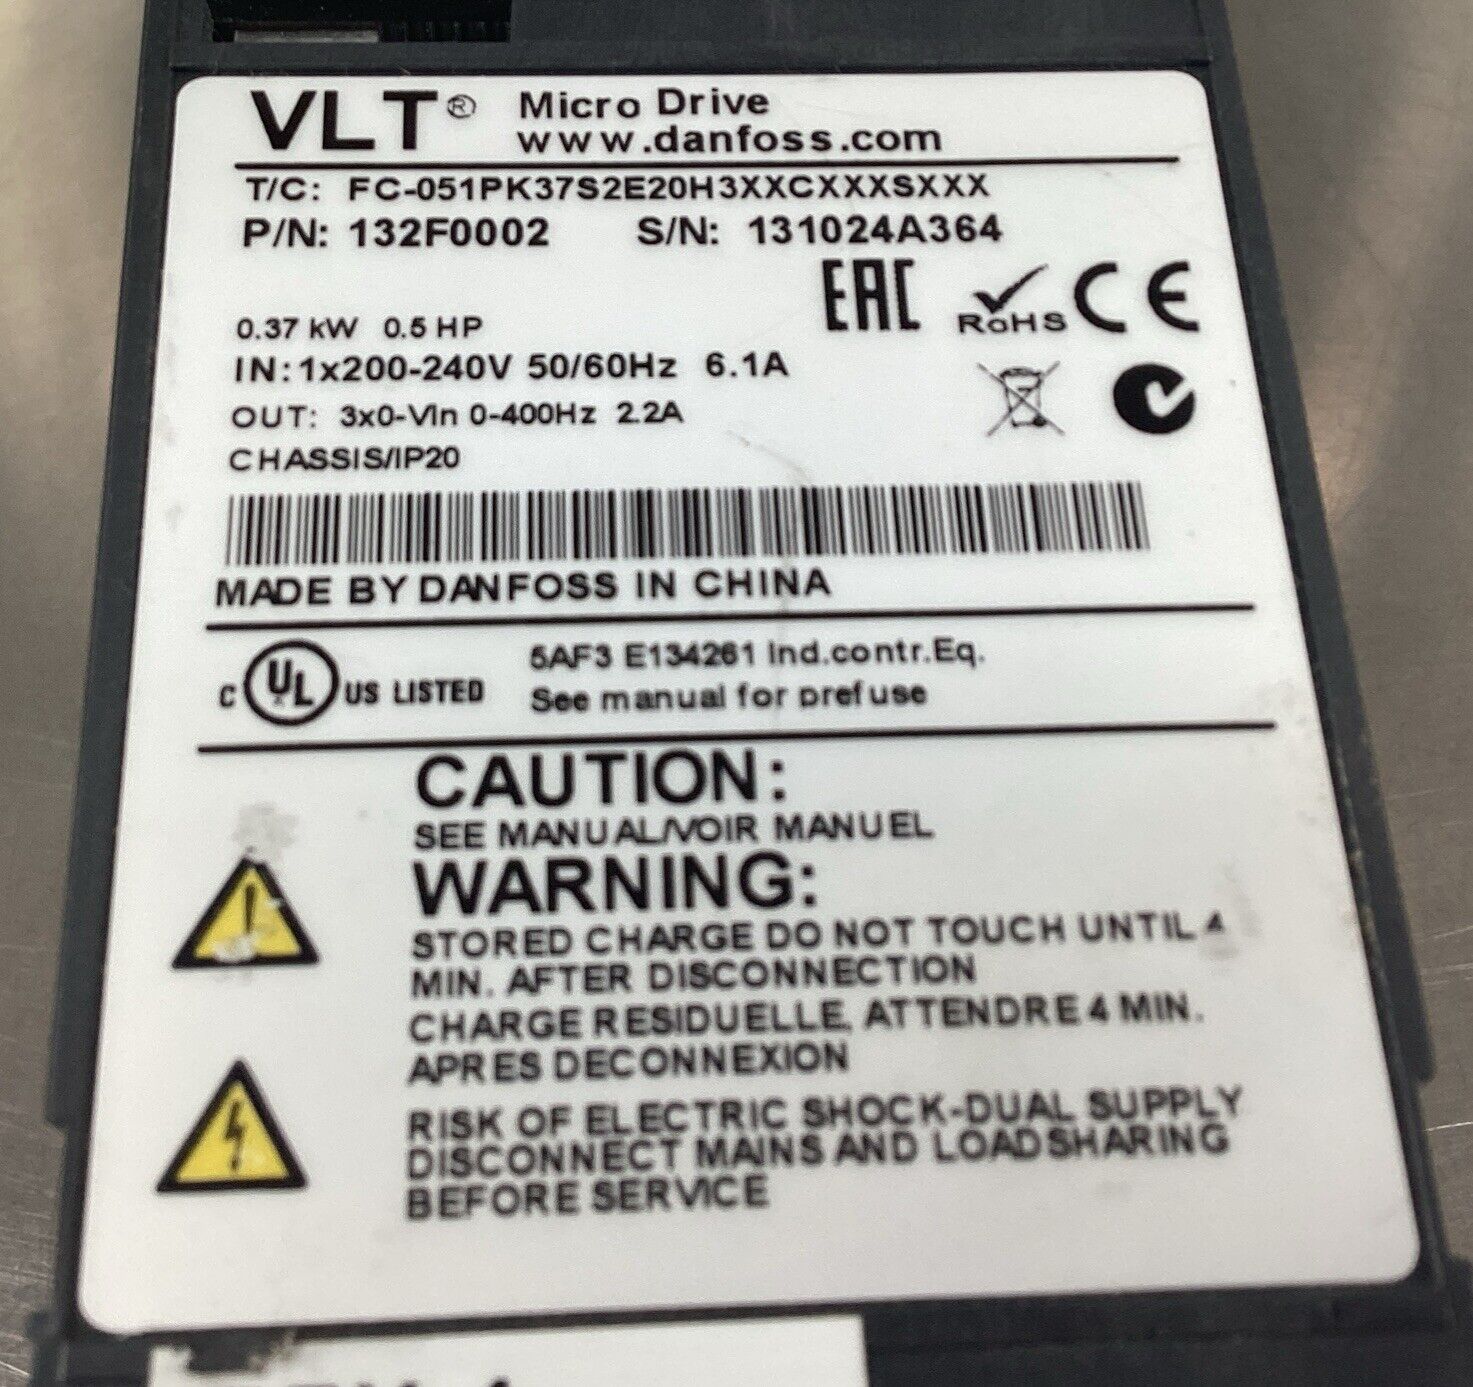 VLT® Micro Drive
www.danfoss.com
T/C: FC-051PK37S2E20H3XXCXXXSXXX
P/N: 132F0002 S/N: 131024A364
EAC RoHS CE
0.37 kW 0.5 HP
IN: 1x200-240V 50/60Hz 6.1A
OUT: 3x0-VIn 0-400Hz 2.2A
CHASSIS/IP20
MADE BY DANFOSS IN CHINA
C UL US LISTED
5AF3 E134261 Ind.contr.Eq.
See manual for prefuse
CAUTION:
SEE MANUAL/VOIR MANUEL
WARNING:
STORED CHARGE DO NOT TOUCH UNTIL 4
MIN. AFTER DISCONNECTION
CHARGE RESIDUELLE, ATTENDRE 4 MIN.
APRES DECONNEXION
RISK OF ELECTRIC SHOCK-DUAL SUPPLY
DISCONNECT MAINS AND LOADSHARING
BEFORE SERVICE